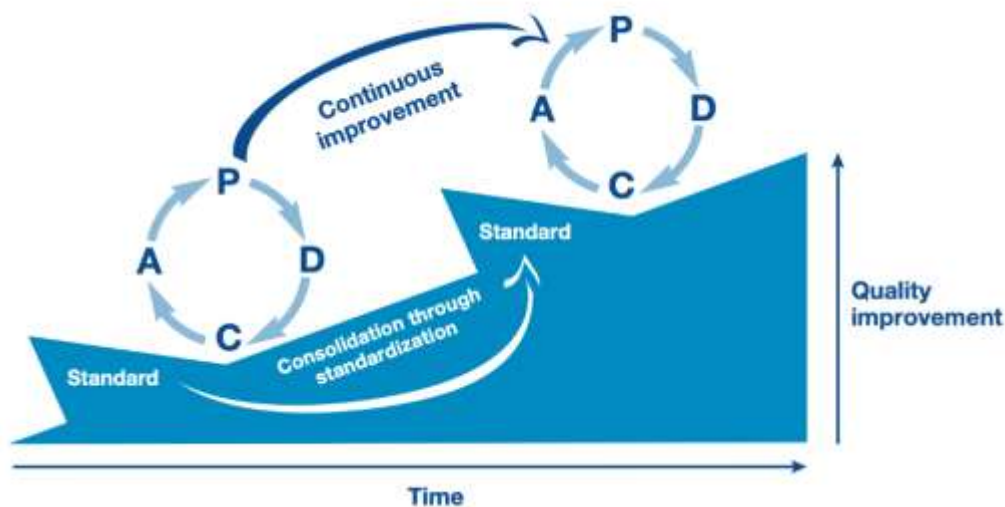 P
A
D
C
Continuous
improvement
P
A
D
C
Standard
Consolidation through
standardization
Standard
Quality
improvement
Time